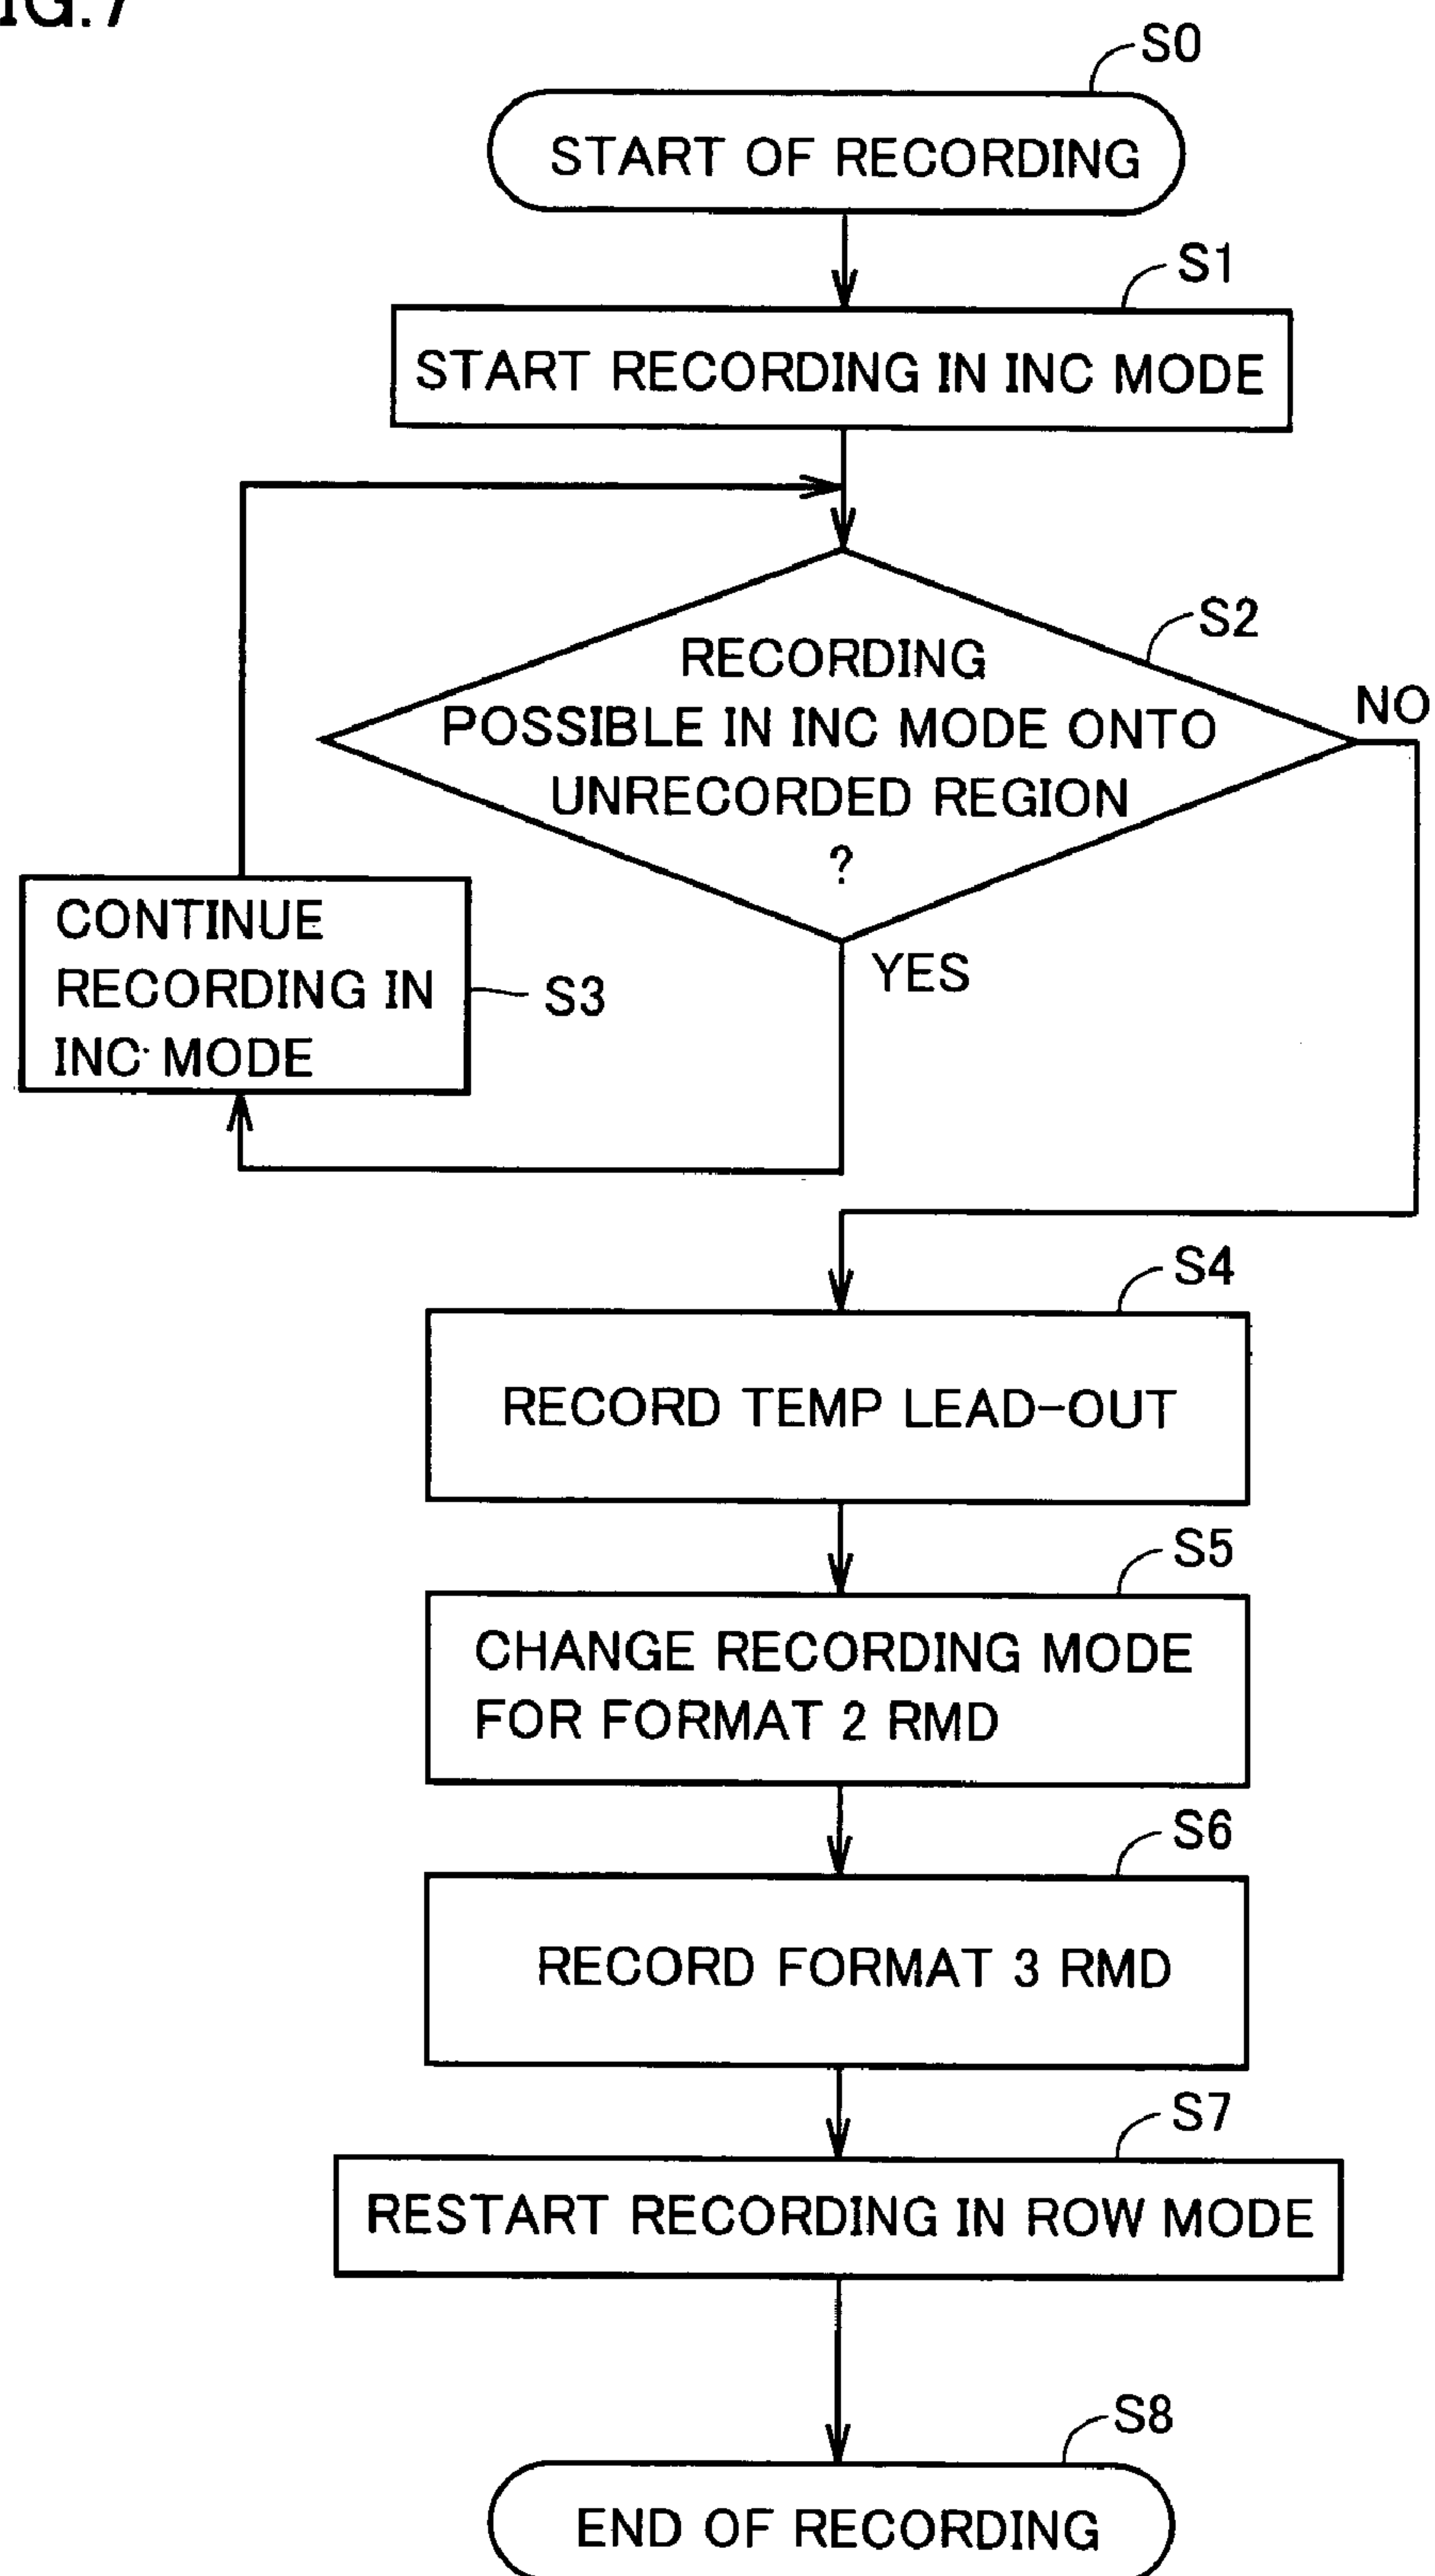 FIG.7
S0
START OF RECORDING
S1
START RECORDING IN INC MODE
S2
RECORDING
POSSIBLE IN INC MODE ONTO
UNRECORDED REGION
?
NO
YES
CONTINUE
RECORDING IN
INC MODE
S3
S4
RECORD TEMP LEAD-OUT
S5
CHANGE RECORDING MODE
FOR FORMAT 2 RMD
S6
RECORD FORMAT 3 RMD
S7
RESTART RECORDING IN ROW MODE
S8
END OF RECORDING